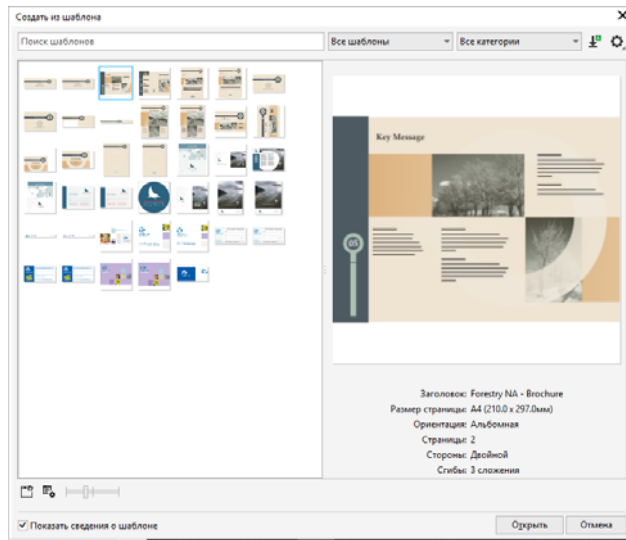 Создать из шаблона
Поиск шаблонов
Все шаблоны
Все категории
Key Message
05
Заголовок: Forestry NA - Brochure
Размер страницы: A4 (210.0 x 297.0мм)
Ориентация: Альбомная
Страницы: 2
Стороны: Двойной
Сгибы: 3 сложения
Показать сведения о шаблоне
Открыть
Отмена